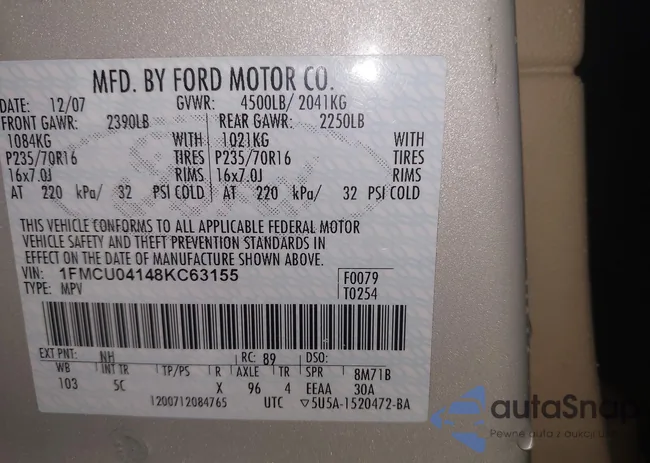 MFD. BY FORD MOTOR CO.
DATE: 12/07 GVWR: 4500LB/ 2041KG
FRONT GAWR: 2390LB REAR GAWR: 2250LB
1084KG WITH 1021KG WITH
P235/70R16 TIRES P235/70R16 TIRES
16x7.0J RIMS 16x7.0J RIMS
AT 220 kPa/ 32 PSI COLD AT 220 kPa/ 32 PSI COLD
THIS VEHICLE CONFORMS TO ALL APPLICABLE FEDERAL MOTOR
VEHICLE SAFETY AND THEFT PREVENTION STANDARDS IN
EFFECT ON THE DATE OF MANUFACTURE SHOWN ABOVE.
VIN: 1FMCU04148KC63155 F0079
TYPE: MPV T0254
EXT PNT: NH RC: 89 DSO:
WB INT TR TP/PS R AXLE TR SPR 8M71B
103 5C X 96 4 EEAA 30A
1200712084765 UTC ▽5U5A-1520472-BA
autaSnap
Pewne auta z aukcji USA